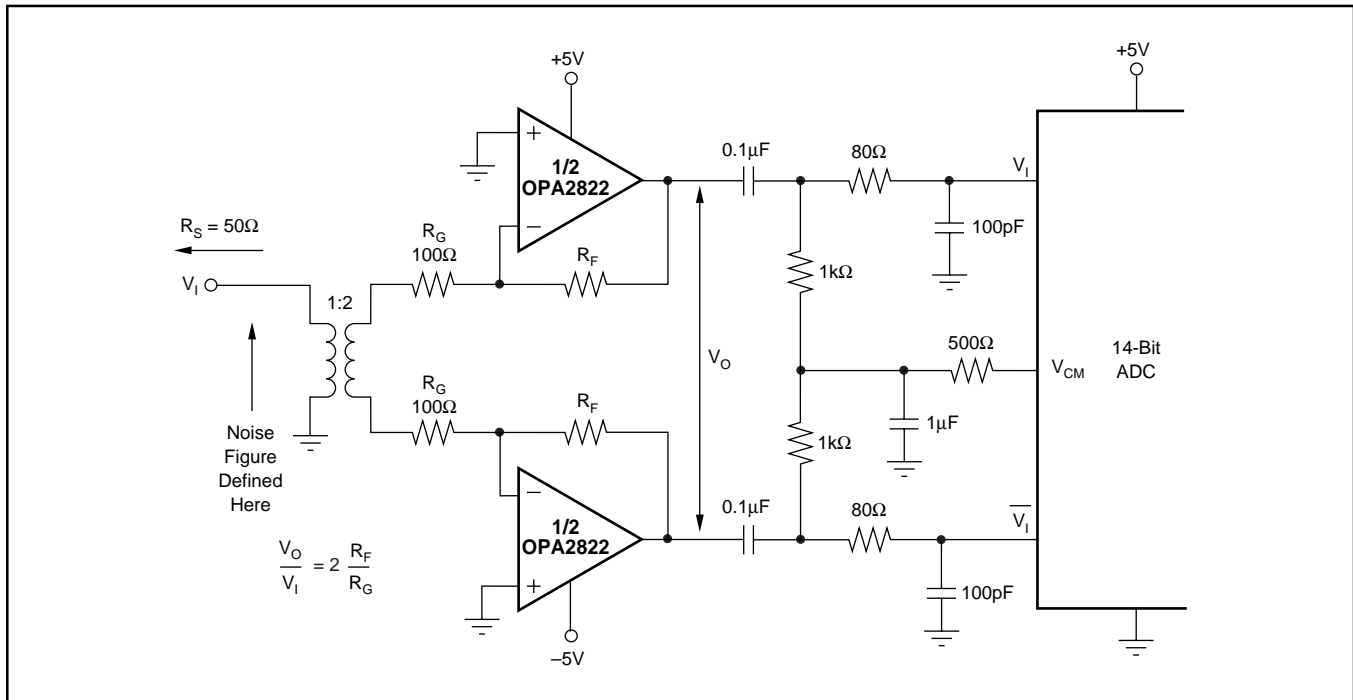 +5V
+5V
+
1/2
OPA2822
−
0.1µF
80Ω
V_I
100pF
R_S = 50Ω
R_G
100Ω
R_F
V_I
1:2
1kΩ
V_O
500Ω
V_CM
14-Bit
ADC
R_G
100Ω
R_F
1µF
1kΩ
Noise
Figure
Defined
Here
−
1/2
OPA2822
+
0.1µF
80Ω
V̅_I̅
V_O
V_I
= 2
R_F
R_G
100pF
–5V